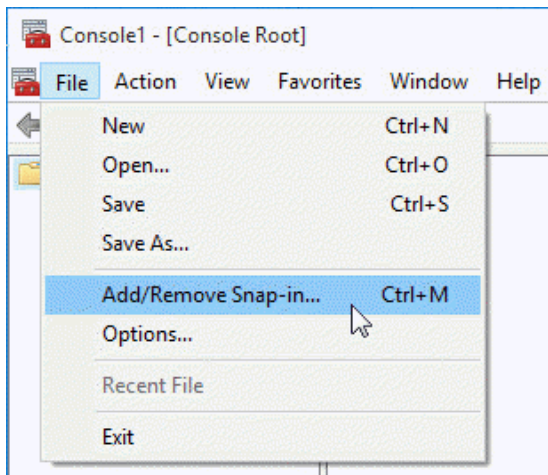 Console1 - [Console Root]
File Action View Favorites Window Help
New Ctrl+N
Open... Ctrl+O
Save Ctrl+S
Save As...
Add/Remove Snap-in... Ctrl+M
Options...
Recent File
Exit